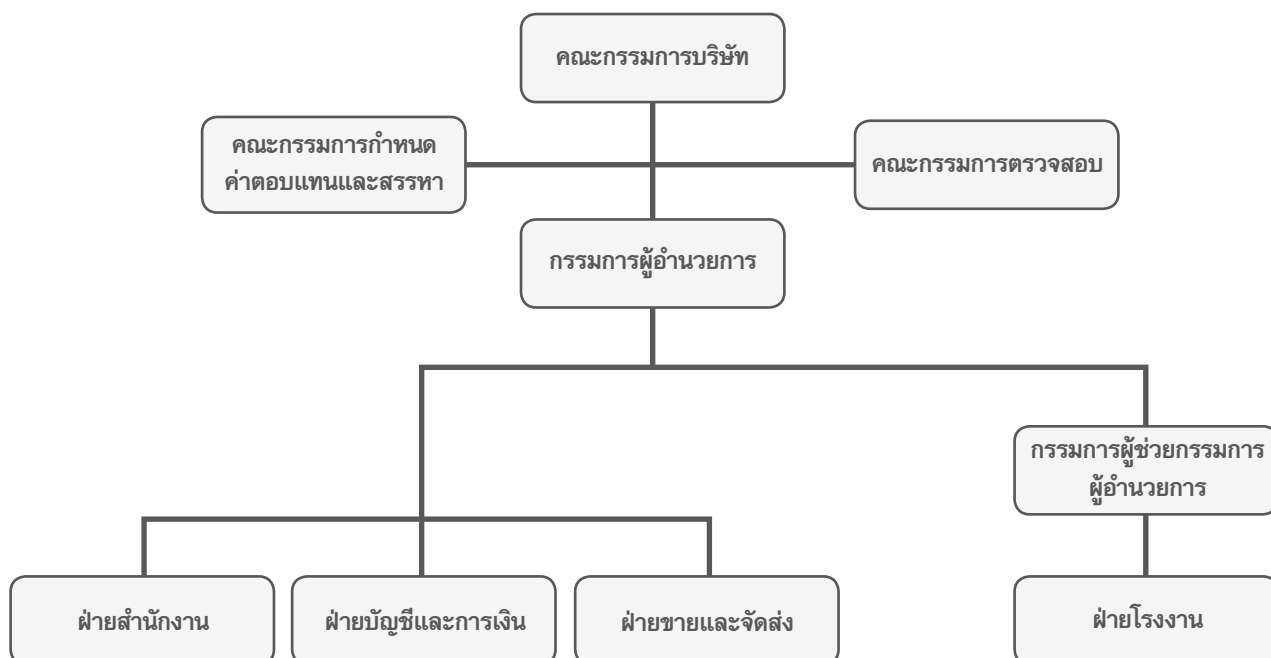 คณะกรรมการบริษัท
คณะกรรมการกำหนด
ค่าตอบแทนและสรรหา
คณะกรรมการตรวจสอบ
กรรมการผู้อำนวยการ
กรรมการผู้ช่วยกรรมการ
ผู้อำนวยการ
ฝ่ายสำนักงาน
ฝ่ายบัญชีและการเงิน
ฝ่ายขายและจัดส่ง
ฝ่ายโรงงาน